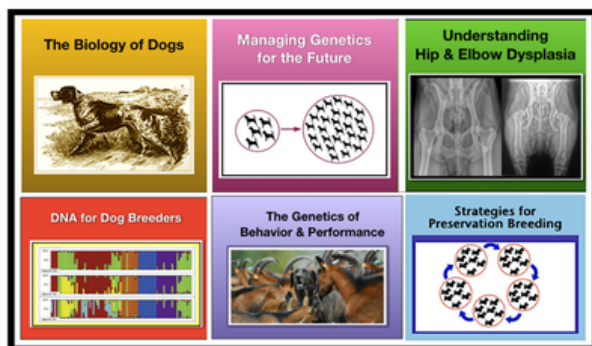 The Biology of Dogs
Managing Genetics
for the Future
Understanding
Hip & Elbow Dysplasia
DNA for Dog Breeders
The Genetics of
Behavior & Performance
Strategies for
Preservation Breeding